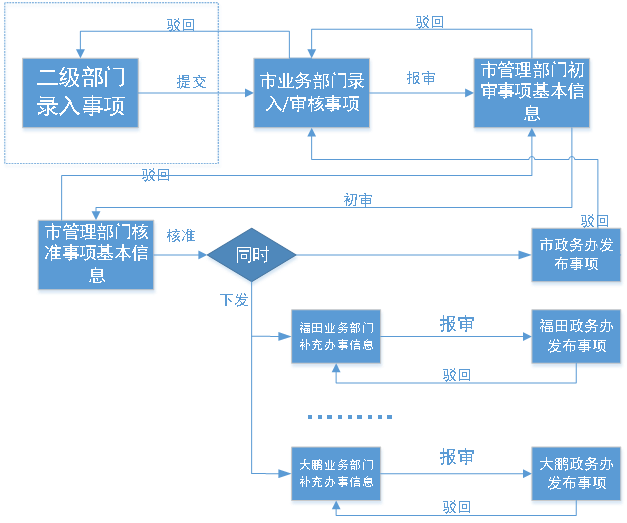 驳回
驳回
二级部门
录入事项
提交
市业务部门录
入/审核事项
报审
市管理部门初
审事项基本信
息
驳回
初审
驳回
市管理部门核
准事项基本信
息
核准
同时
市政务办发
布事项
下发
福田业务部门
补充办事信息
报审
福田政务办
发布事项
驳回
大鹏业务部门
补充办事信息
报审
大鹏政务办
发布事项
驳回